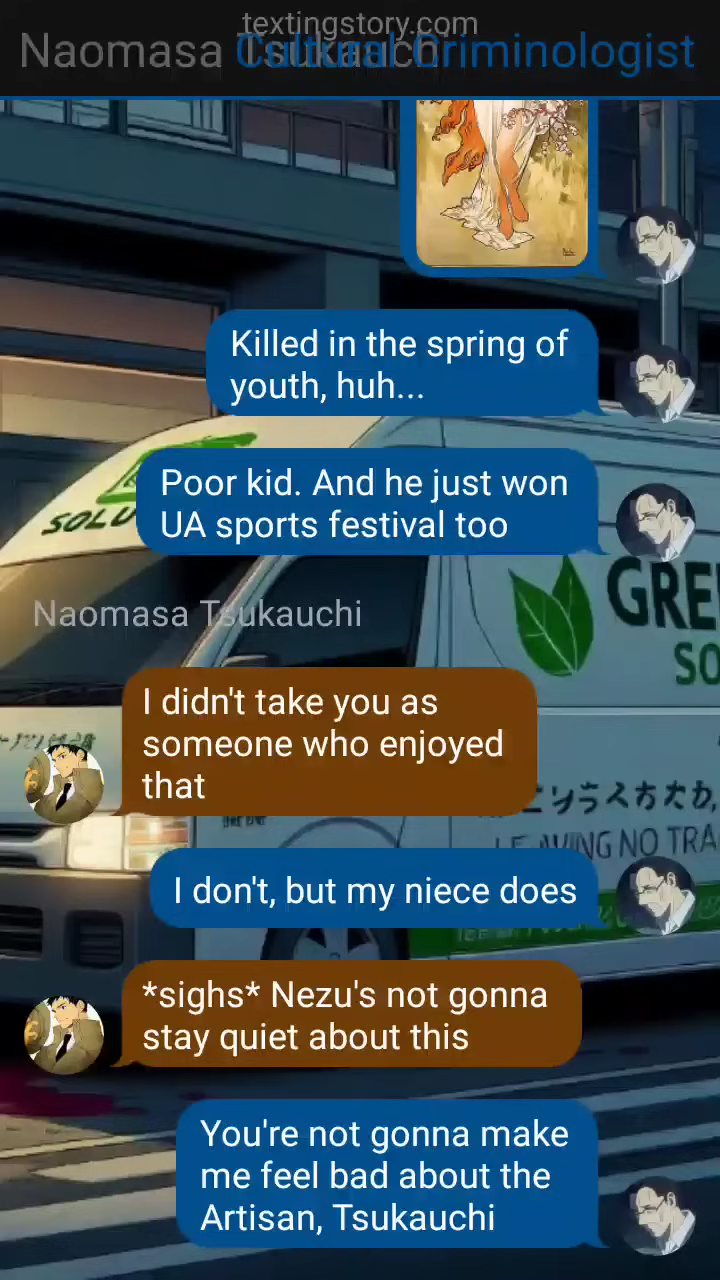 textingstory.com
Naomasa Tsukauchi
Cultural Criminologist
Killed in the spring of
youth, huh...
Poor kid. And he just won
UA sports festival too
SOLU
GRE
SO
Naomasa Tsukauchi
I didn't take you as
someone who enjoyed
that
LEAVING NO TRA
I don't, but my niece does
*sighs* Nezu's not gonna
stay quiet about this
You're not gonna make
me feel bad about the
Artisan, Tsukauchi